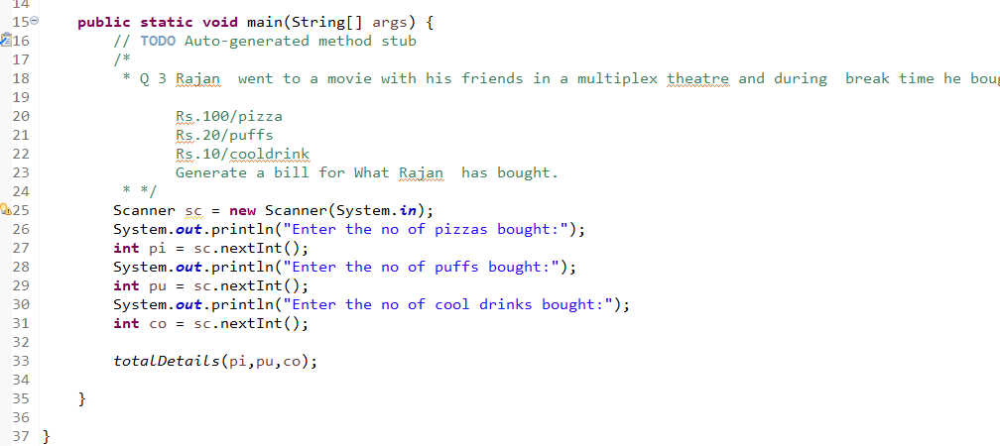 14
15 public static void main(String[] args) {
16 // TODO Auto-generated method stub
17 /*
18 * Q 3 Rajan went to a movie with his friends in a multiplex theatre and during break time he
19
20 Rs.100/pizza
21 Rs.20/puffs
22 Rs.10/cooldrink
23 Generate a bill for What Rajan has bought.
24 * */
25 Scanner sc = new Scanner(System.in);
26 System.out.println("Enter the no of pizzas bought:");
27 int pi = sc.nextInt();
28 System.out.println("Enter the no of puffs bought:");
29 int pu = sc.nextInt();
30 System.out.println("Enter the no of cool drinks bought:");
31 int co = sc.nextInt();
32
33 totalDetails(pi,pu,co);
34
35 }
36
37 }